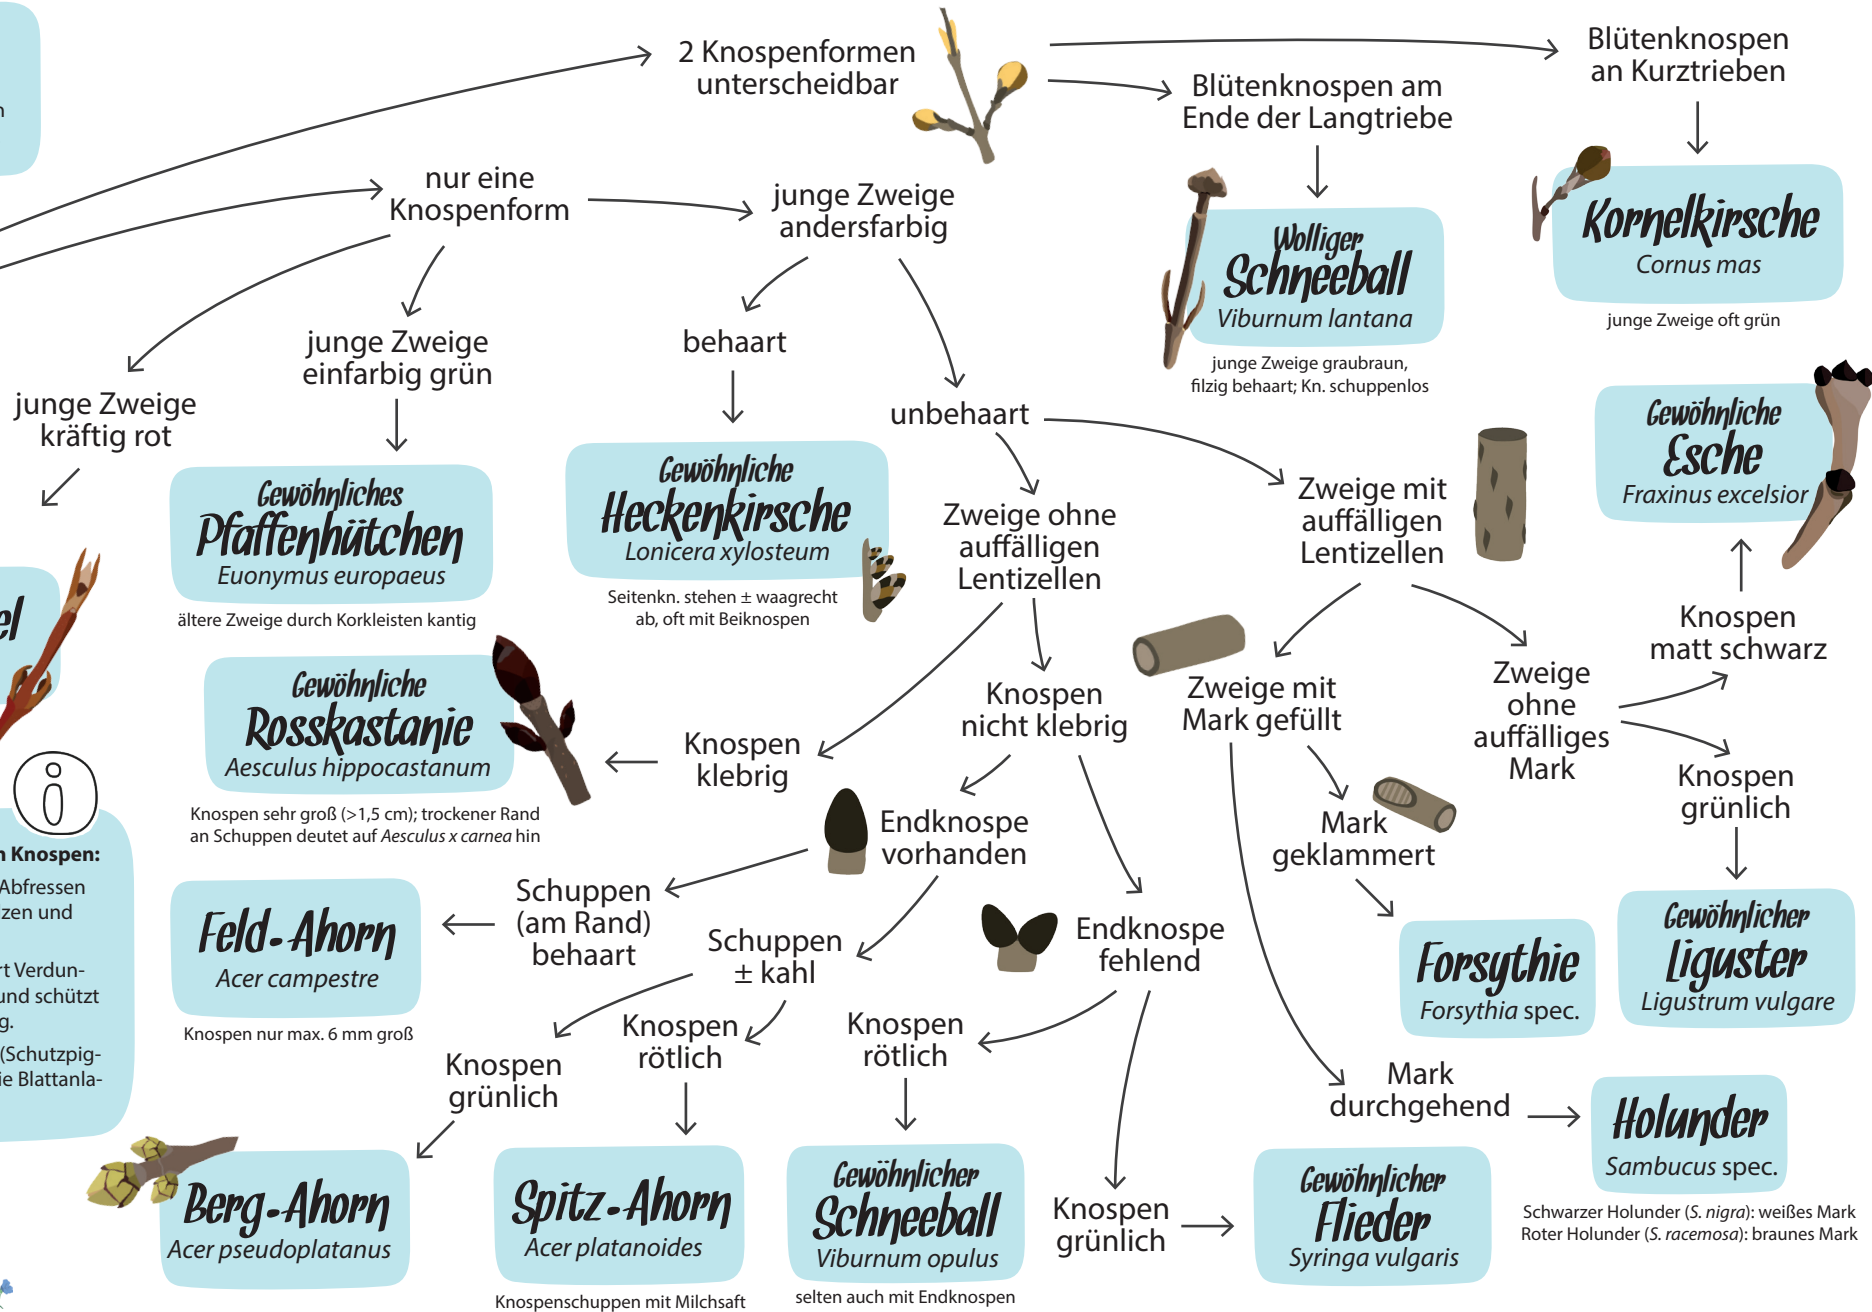 2 Knospenformen
unterscheidbar
Blütenknospen
an Kurztrieben
Blütenknospen am
Ende der Langtriebe
n
nur eine
Knospenform
junge Zweige
andersfarbig
Wolliger
Schneeball
Viburnum lantana
junge Zweige graubraun,
filzig behaart; Kn. schuppenlos
Kornelkirsche
Cornus mas
junge Zweige oft grün
junge Zweige
kräftig rot
junge Zweige
einfarbig grün
behaart
unbehaart
Gewöhnliches
Pfaffenhütchen
Euonymus europaeus
ältere Zweige durch Korkleisten kantig
Gewöhnliche
Heckenkirsche
Lonicera xylosteum
Seitenkn. stehen ± waagrecht
ab, oft mit Beiknospen
Zweige ohne
auffälligen
Lentizellen
Zweige mit
auffälligen
Lentizellen
Gewöhnliche
Esche
Fraxinus excelsior
el
Gewöhnliche
Rosskastanie
Aesculus hippocastanum
Knospen sehr groß (>1,5 cm); trockener Rand
an Schuppen deutet auf Aesculus x carnea hin
Knospen
klebrig
Knospen
nicht klebrig
Zweige mit
Mark gefüllt
Zweige
ohne
auffälliges
Mark
Knospen
matt schwarz
Knospen
grünlich
i
n Knospen:
Abfressen
lzen und
rt Verdun-
und schützt
g.
(Schutzpig-
ie Blattanla-
Endknospe
vorhanden
Mark
geklammert
Feld-Ahorn
Acer campestre
Knospen nur max. 6 mm groß
Schuppen
(am Rand)
behaart
Schuppen
± kahl
Endknospe
fehlend
Forsythie
Forsythia spec.
Gewöhnlicher
Liguster
Ligustrum vulgare
Knospen
grünlich
Knospen
rötlich
Knospen
rötlich
Mark
durchgehend
Holunder
Sambucus spec.
Schwarzer Holunder (S. nigra): weißes Mark
Roter Holunder (S. racemosa): braunes Mark
Berg-Ahorn
Acer pseudoplatanus
Spitz-Ahorn
Acer platanoides
Knospenschuppen mit Milchsaft
Gewöhnlicher
Schneeball
Viburnum opulus
selten auch mit Endknospen
Knospen
grünlich
Gewöhnlicher
Flieder
Syringa vulgaris